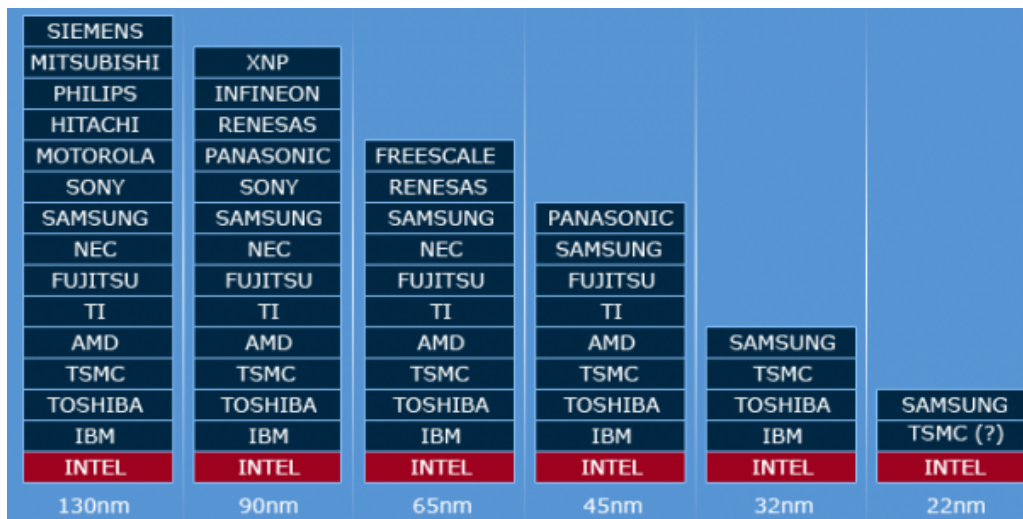 SIEMENS
MITSUBISHI XNP
PHILIPS INFINEON
HITACHI RENESAS
MOTOROLA PANASONIC FREESCALE
SONY SONY RENESAS
SAMSUNG SAMSUNG SAMSUNG PANASONIC
NEC NEC NEC SAMSUNG
FUJITSU FUJITSU FUJITSU FUJITSU
TI TI TI TI
AMD AMD AMD AMD SAMSUNG
TSMC TSMC TSMC TSMC TSMC
TOSHIBA TOSHIBA TOSHIBA TOSHIBA TOSHIBA SAMSUNG
IBM IBM IBM IBM IBM TSMC (?)
INTEL INTEL INTEL INTEL INTEL INTEL
130nm 90nm 65nm 45nm 32nm 22nm